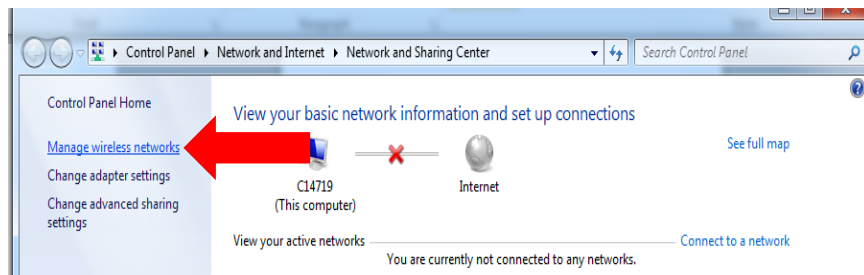 Control Panel ▸ Network and Internet ▸ Network and Sharing Center
Search Control Panel
Control Panel Home
Manage wireless networks
Change adapter settings
Change advanced sharing
settings
View your basic network information and set up connections
See full map
C14719
(This computer)
Internet
View your active networks
Connect to a network
You are currently not connected to any networks.